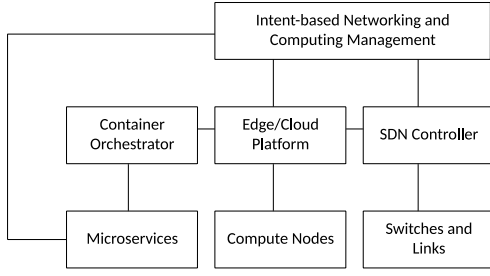 Intent-based Networking and
Computing Management
Container
Orchestrator
Edge/Cloud
Platform
SDN Controller
Microservices
Compute Nodes
Switches and
Links